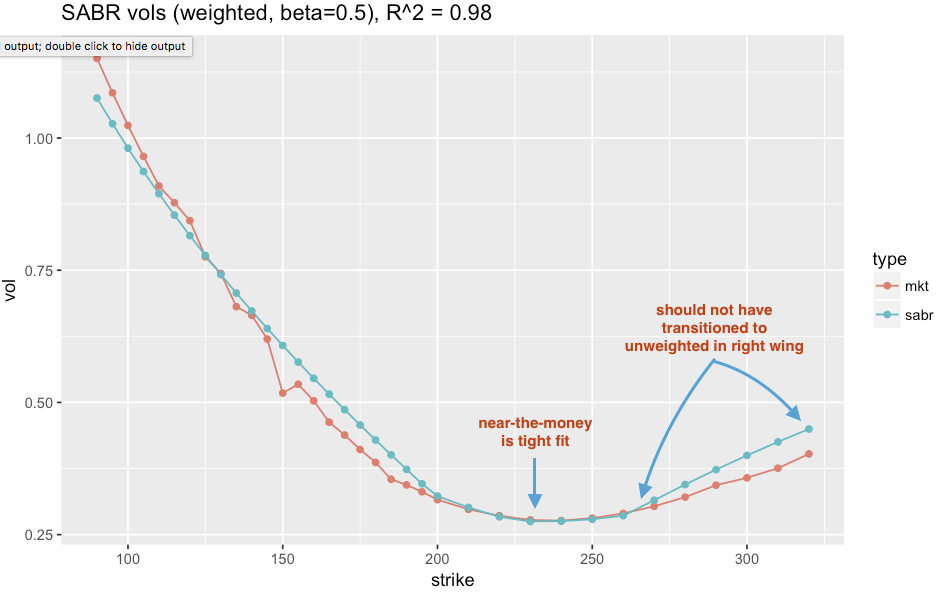 SABR vols (weighted, beta=0.5), R^2 = 0.98
output; double click to hide output
1.00
0.75
0.50
0.25
vol
100
150
200
250
300
strike
near-the-money
is tight fit
should not have
transitioned to
unweighted in right wing
type
mkt
sabr